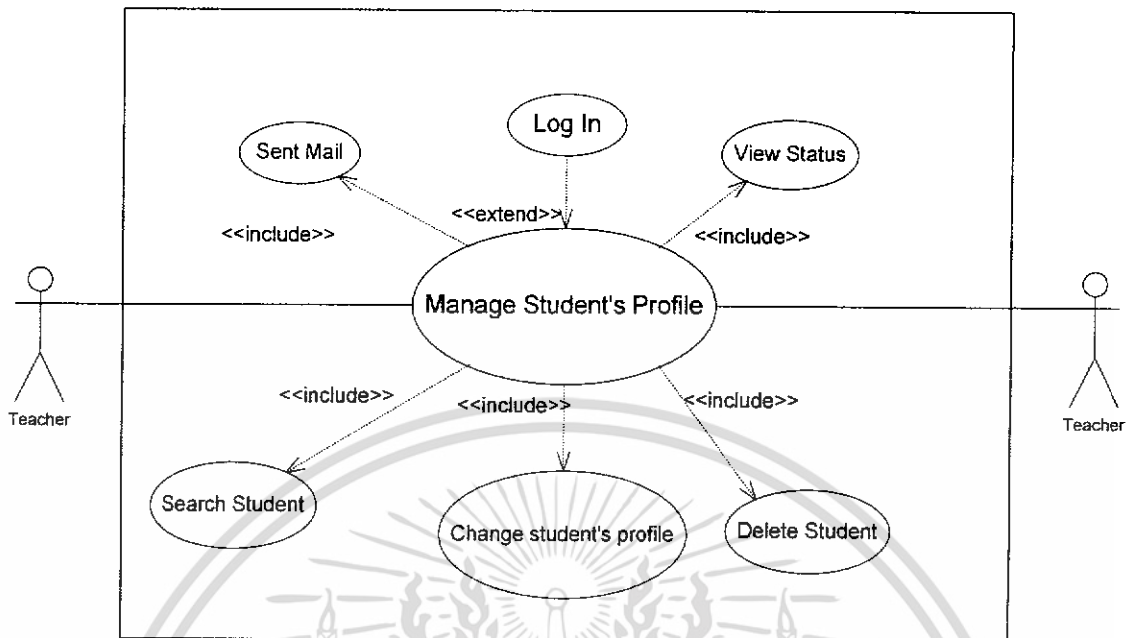 Log In
Sent Mail
View Status
<<extend>>
<<include>>
<<include>>
Manage Student's Profile
<<include>>
<<include>>
<<include>>
Teacher
Teacher
Search Student
Change student's profile
Delete Student